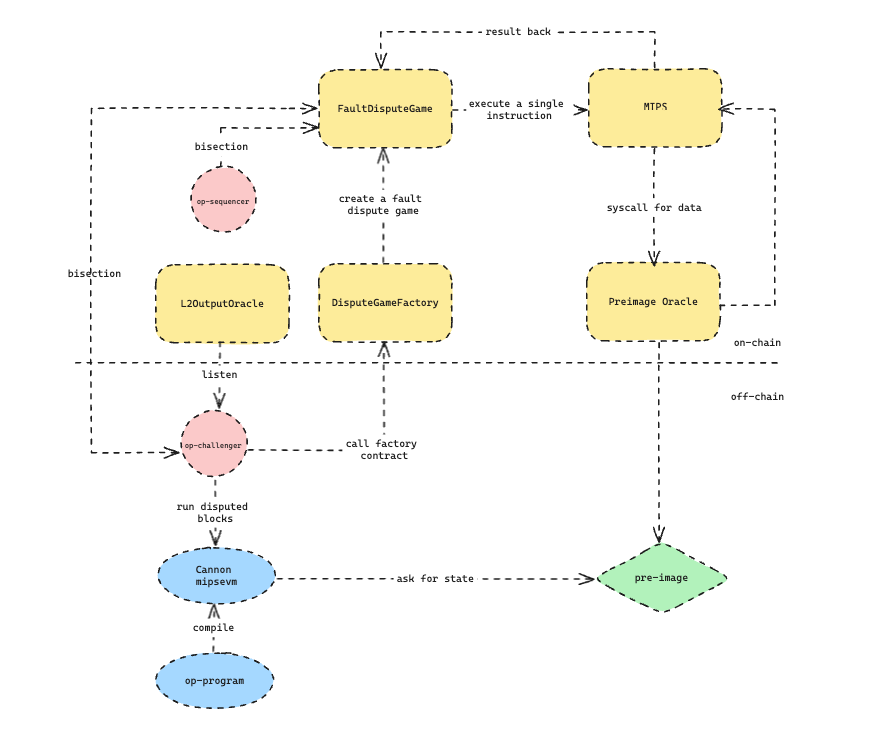 result back
FaultDisputeGame
execute a single
instruction
MIPS
bisection
op-sequencer
create a fault
dispute game
syscall for data
bisection
L2OutputOracle
DisputeGameFactory
Preimage Oracle
on-chain
listen
off-chain
op-challenger
call factory
contract
run disputed
blocks
Cannon
mipsevm
ask for state
pre-image
compile
op-program